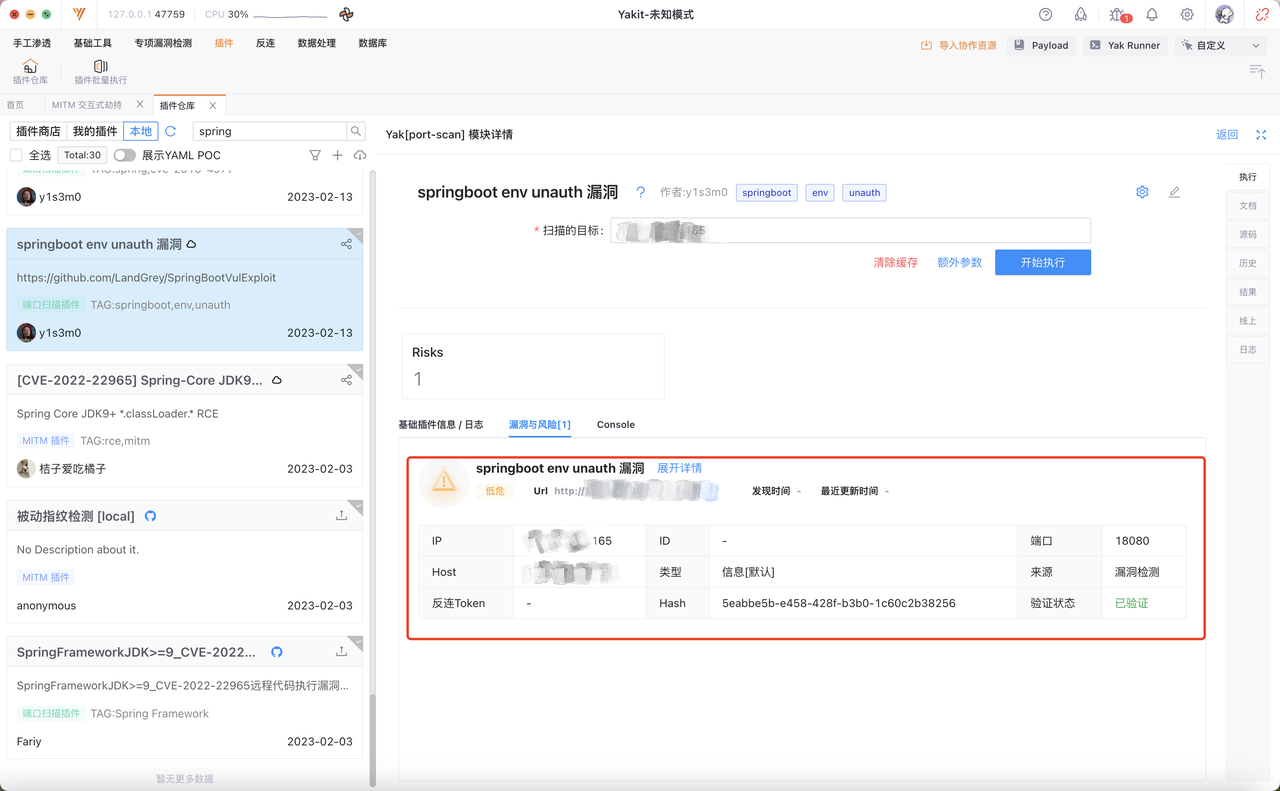 127.0.0.1 47759 CPU 30% Yakit-未知模式 1
手工渗透 基础工具 专项漏洞检测 插件 反连 数据处理 数据库 导入协作资源 Payload Yak Runner 自定义
插件仓库 插件批量执行
首页 MITM 交互式劫持 插件仓库
插件商店 我的插件 本地 spring
全选 Total:30 展示YAML POC
y1s3m0 2023-02-13
springboot env unauth 漏洞
https://github.com/LandGrey/SpringBootVulExploit
端口扫描插件 TAG:springboot,env,unauth
y1s3m0 2023-02-13
[CVE-2022-22965] Spring-Core JDK9...
Spring Core JDK9+ *.classLoader.* RCE
MITM 插件 TAG:rce,mitm
桔子爱吃橘子 2023-02-03
被动指纹检测 [local]
No Description about it.
MITM 插件
anonymous 2023-02-03
SpringFrameworkJDK>=9_CVE-2022...
SpringFrameworkJDK>=9_CVE-2022-22965远程代码执行漏洞...
端口扫描插件 TAG:Spring Framework
Fariy 2023-02-03
暂无更多数据
Yak[port-scan] 模块详情 返回
springboot env unauth 漏洞 ? 作者:y1s3m0 springboot env unauth
* 扫描的目标: 165
清除缓存 额外参数 开始执行
Risks
1
基础插件信息 / 日志 漏洞与风险[1] Console
springboot env unauth 漏洞 展开详情
低危 Url http:// 发现时间 - 最近更新时间 -
IP 165 ID - 端口 18080
Host 类型 信息[默认] 来源 漏洞检测
反连Token - Hash 5eabbe5b-e458-428f-b3b0-1c60c2b38256 验证状态 已验证
执行
文档
源码
历史
结果
线上
日志